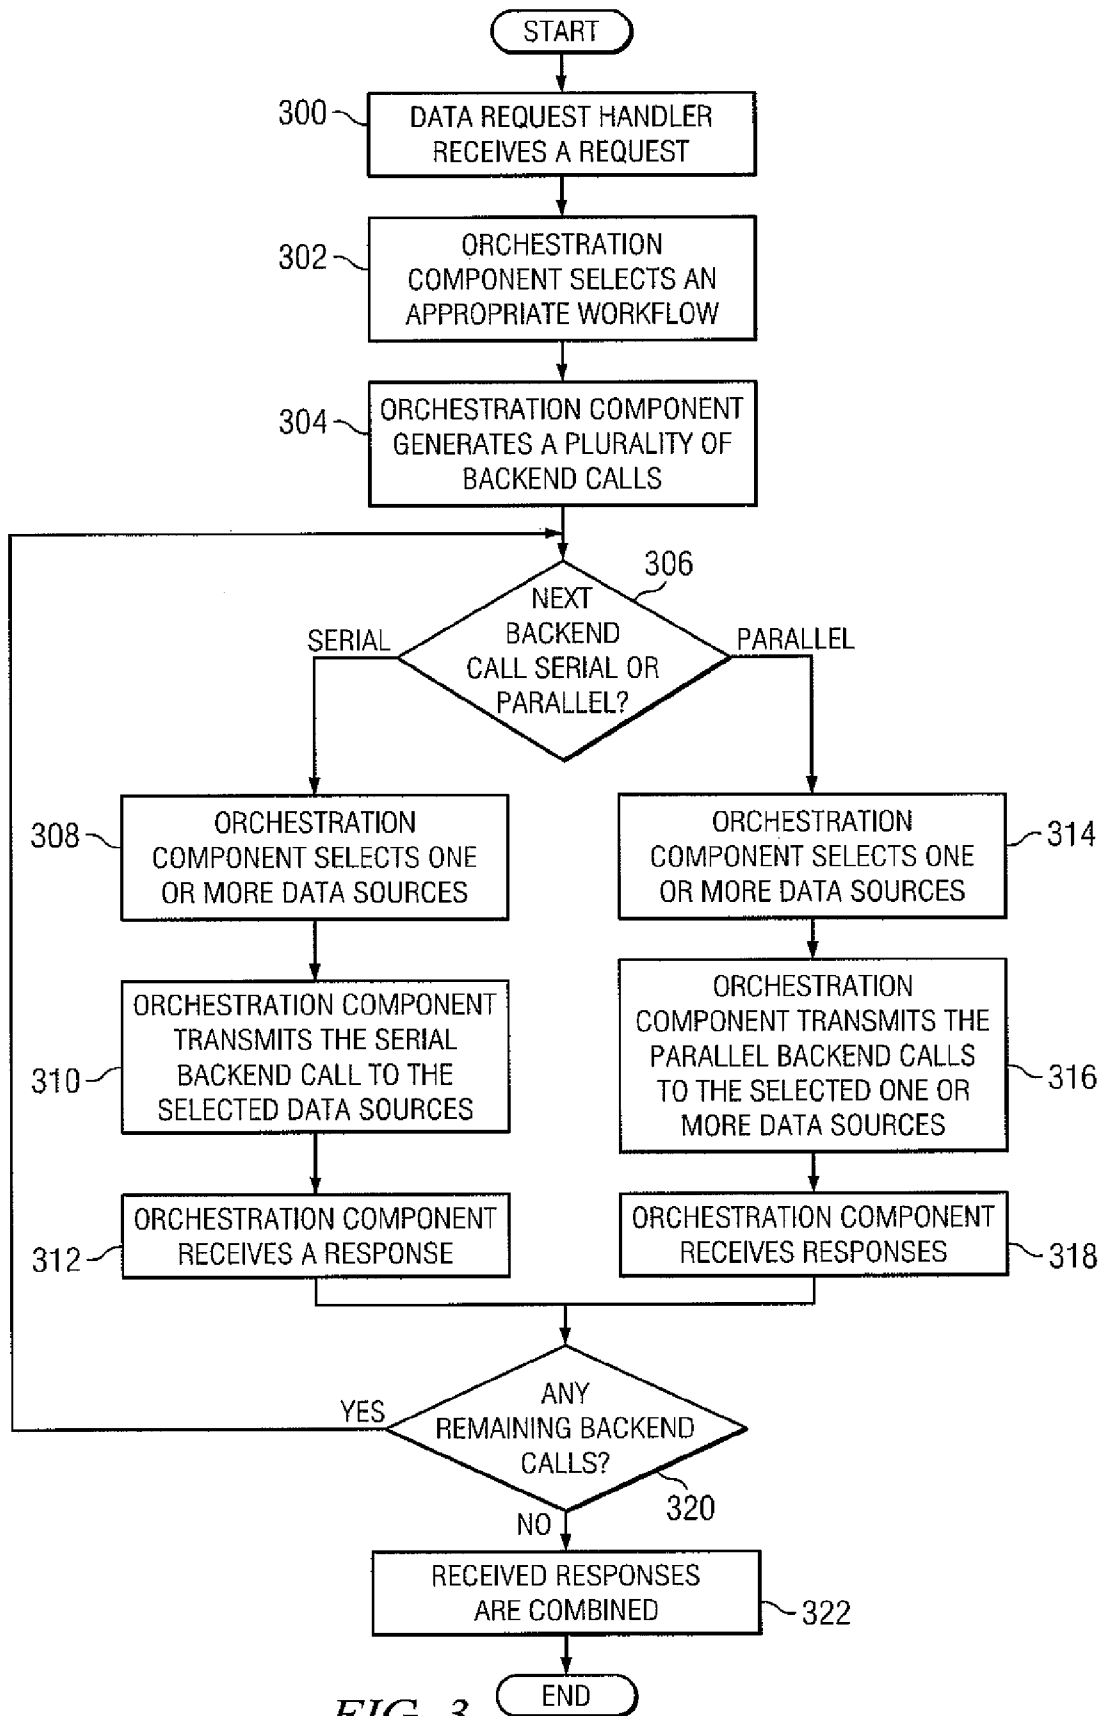 START
300
DATA REQUEST HANDLER
RECEIVES A REQUEST
302
ORCHESTRATION
COMPONENT SELECTS AN
APPROPRIATE WORKFLOW
304
ORCHESTRATION COMPONENT
GENERATES A PLURALITY OF
BACKEND CALLS
306
NEXT
BACKEND
CALL SERIAL OR
PARALLEL?
SERIAL
PARALLEL
308
ORCHESTRATION
COMPONENT SELECTS ONE
OR MORE DATA SOURCES
310
ORCHESTRATION COMPONENT
TRANSMITS THE SERIAL
BACKEND CALL TO THE
SELECTED DATA SOURCES
312
ORCHESTRATION COMPONENT
RECEIVES A RESPONSE
314
ORCHESTRATION
COMPONENT SELECTS ONE
OR MORE DATA SOURCES
316
ORCHESTRATION
COMPONENT TRANSMITS THE
PARALLEL BACKEND CALLS
TO THE SELECTED ONE OR
MORE DATA SOURCES
318
ORCHESTRATION COMPONENT
RECEIVES RESPONSES
YES
ANY
REMAINING BACKEND
CALLS?
320
NO
RECEIVED RESPONSES
ARE COMBINED
322
END
FIG. 3